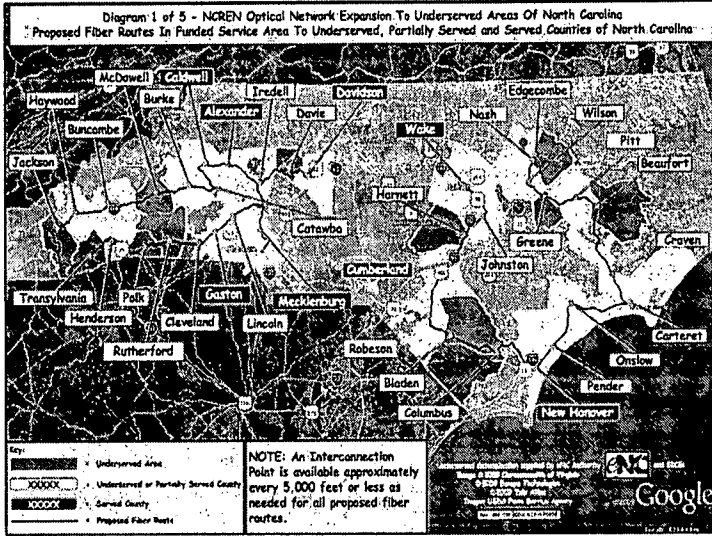 Diagram 1 of 5 - NCREN Optical Network Expansion To Underserved Areas Of North Carolina
Proposed Fiber Routes In Funded Service Area To Underserved, Partially Served and Served Counties of North Carolina
McDowell
Caldwell
Iredell
Edgecombe
Haywood
Burke
Alexander
Davidson
Davie
Nash
Wilson
Buncombe
Wake
Pitt
Jackson
Beaufort
Harnett
Catawba
Greene
Craven
Cumberland
Johnston
Transylvania
Polk
Gaston
Mecklenburg
Henderson
Cleveland
Lincoln
Carteret
Rutherford
Robeson
Onslow
Bladen
Pender
Columbus
New Hanover
Key:
= Underserved Area
XXXXX = Underserved or Partially Served County
XXXXX = Served County
= Proposed Fiber Route
NOTE: An Interconnection
Point is available approximately
every 5,000 feet or less as
needed for all proposed fiber
routes.
eNC
Google